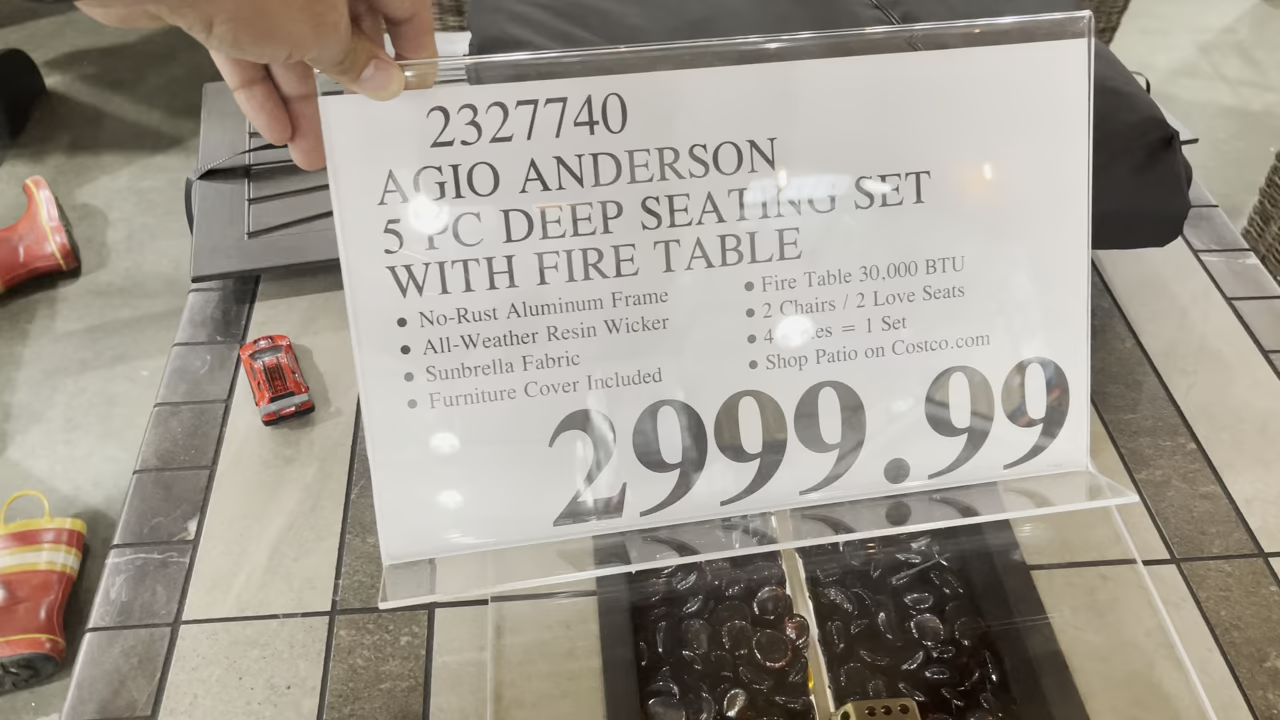 2327740
AGIO ANDERSON
5 PC DEEP SEATING SET
WITH FIRE TABLE
• No-Rust Aluminum Frame
• All-Weather Resin Wicker
• Sunbrella Fabric
• Furniture Cover Included
• Fire Table 30,000 BTU
• 2 Chairs / 2 Love Seats
• 4 = 1 Set
• Shop Patio on Costco.com
2999.99